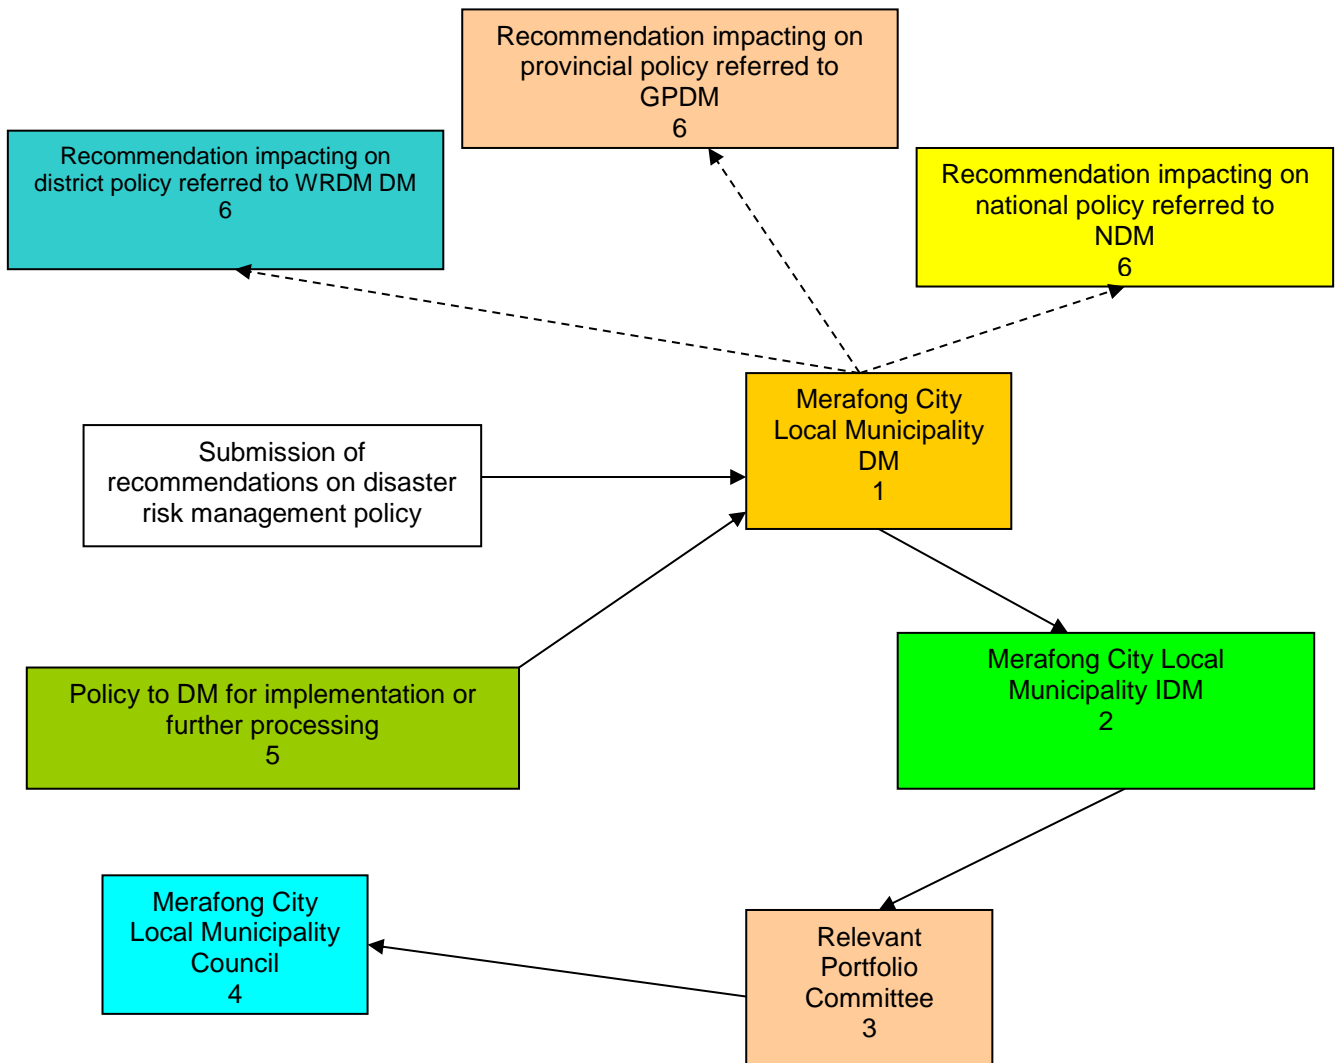 Recommendation impacting on
provincial policy referred to
GPDM
6
Recommendation impacting on
district policy referred to WRDM DM
6
Recommendation impacting on
national policy referred to
NDM
6
Merafong City
Local Municipality
DM
1
Submission of
recommendations on disaster
risk management policy
Merafong City Local
Municipality IDM
2
Policy to DM for implementation or
further processing
5
Merafong City
Local Municipality
Council
4
Relevant
Portfolio
Committee
3